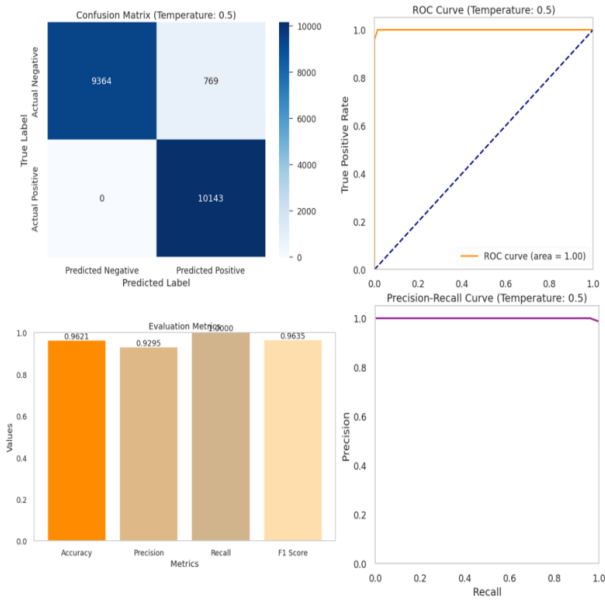 Confusion Matrix (Temperature: 0.5)
Actual Negative
Actual Positive
True Label
9364
769
0
10143
Predicted Negative
Predicted Positive
Predicted Label
10000
8000
6000
4000
2000
0
ROC Curve (Temperature: 0.5)
True Positive Rate
1.0
0.8
0.6
0.4
0.2
0.0
ROC curve (area = 1.00)
0.0 0.2 0.4 0.6 0.8 1.0
Evaluation Metrics
Values
1.0
0.8
0.6
0.4
0.2
0.0
0.9621
0.9295
1.0000
0.9635
Accuracy
Precision
Recall
F1 Score
Metrics
Precision-Recall Curve (Temperature: 0.5)
Precision
1.0
0.8
0.6
0.4
0.2
0.0
0.0 0.2 0.4 0.6 0.8 1.0
Recall